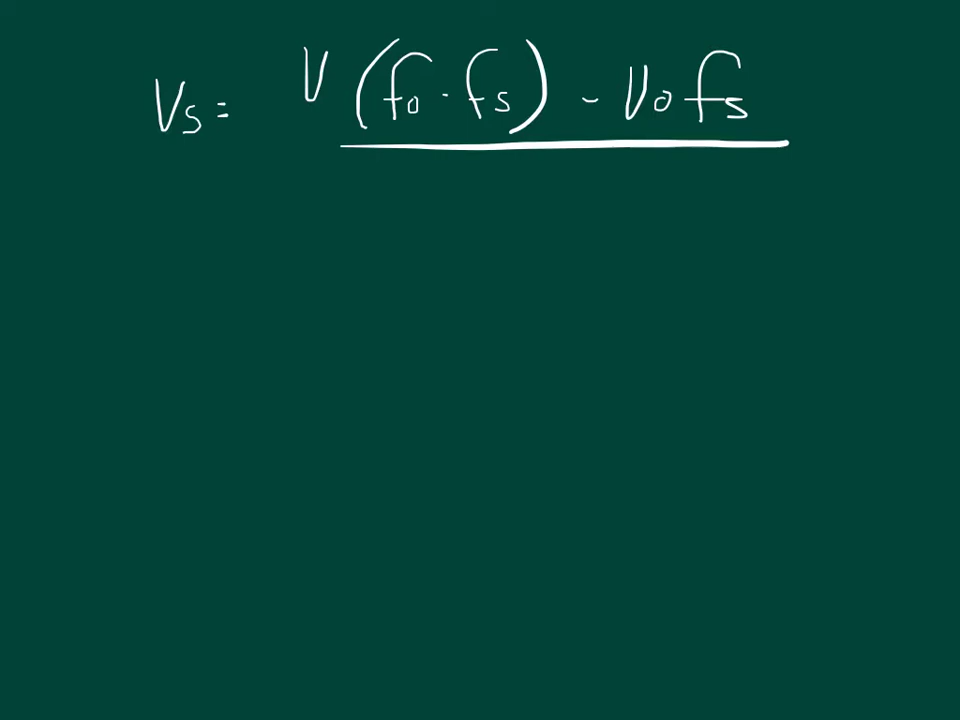 Vs = V (fo - fs) - Vo fs